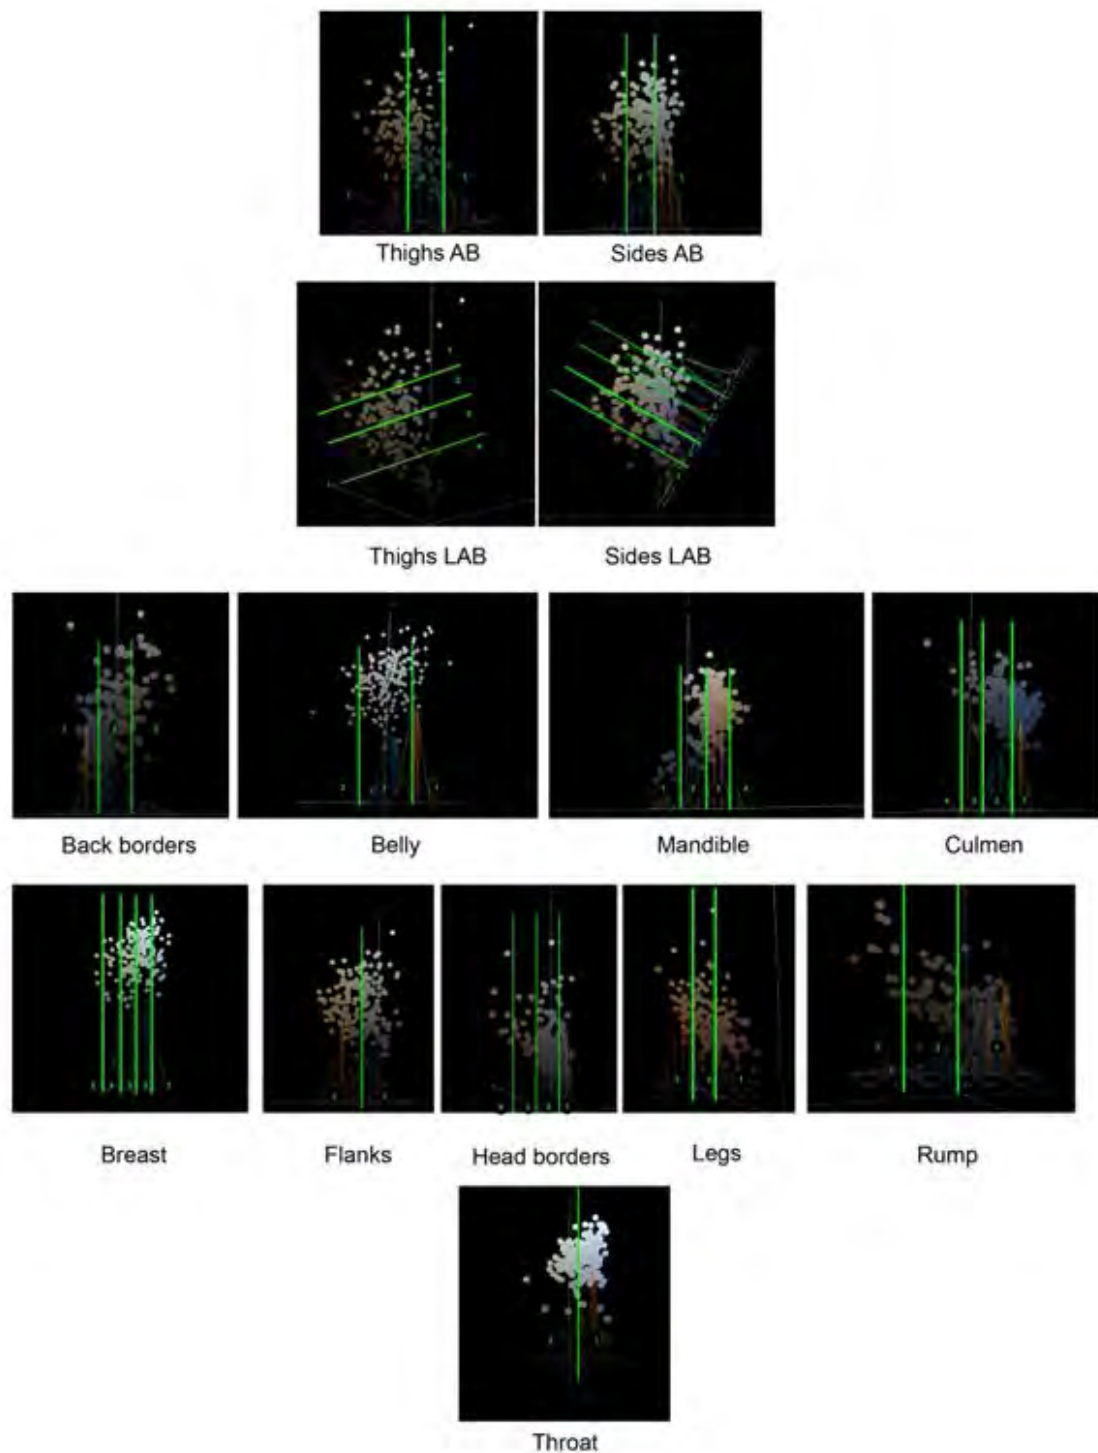 Thighs AB
Sides AB
Thighs LAB
Sides LAB
Back borders
Belly
Mandible
Culmen
Breast
Flanks
Head borders
Legs
Rump
Throat